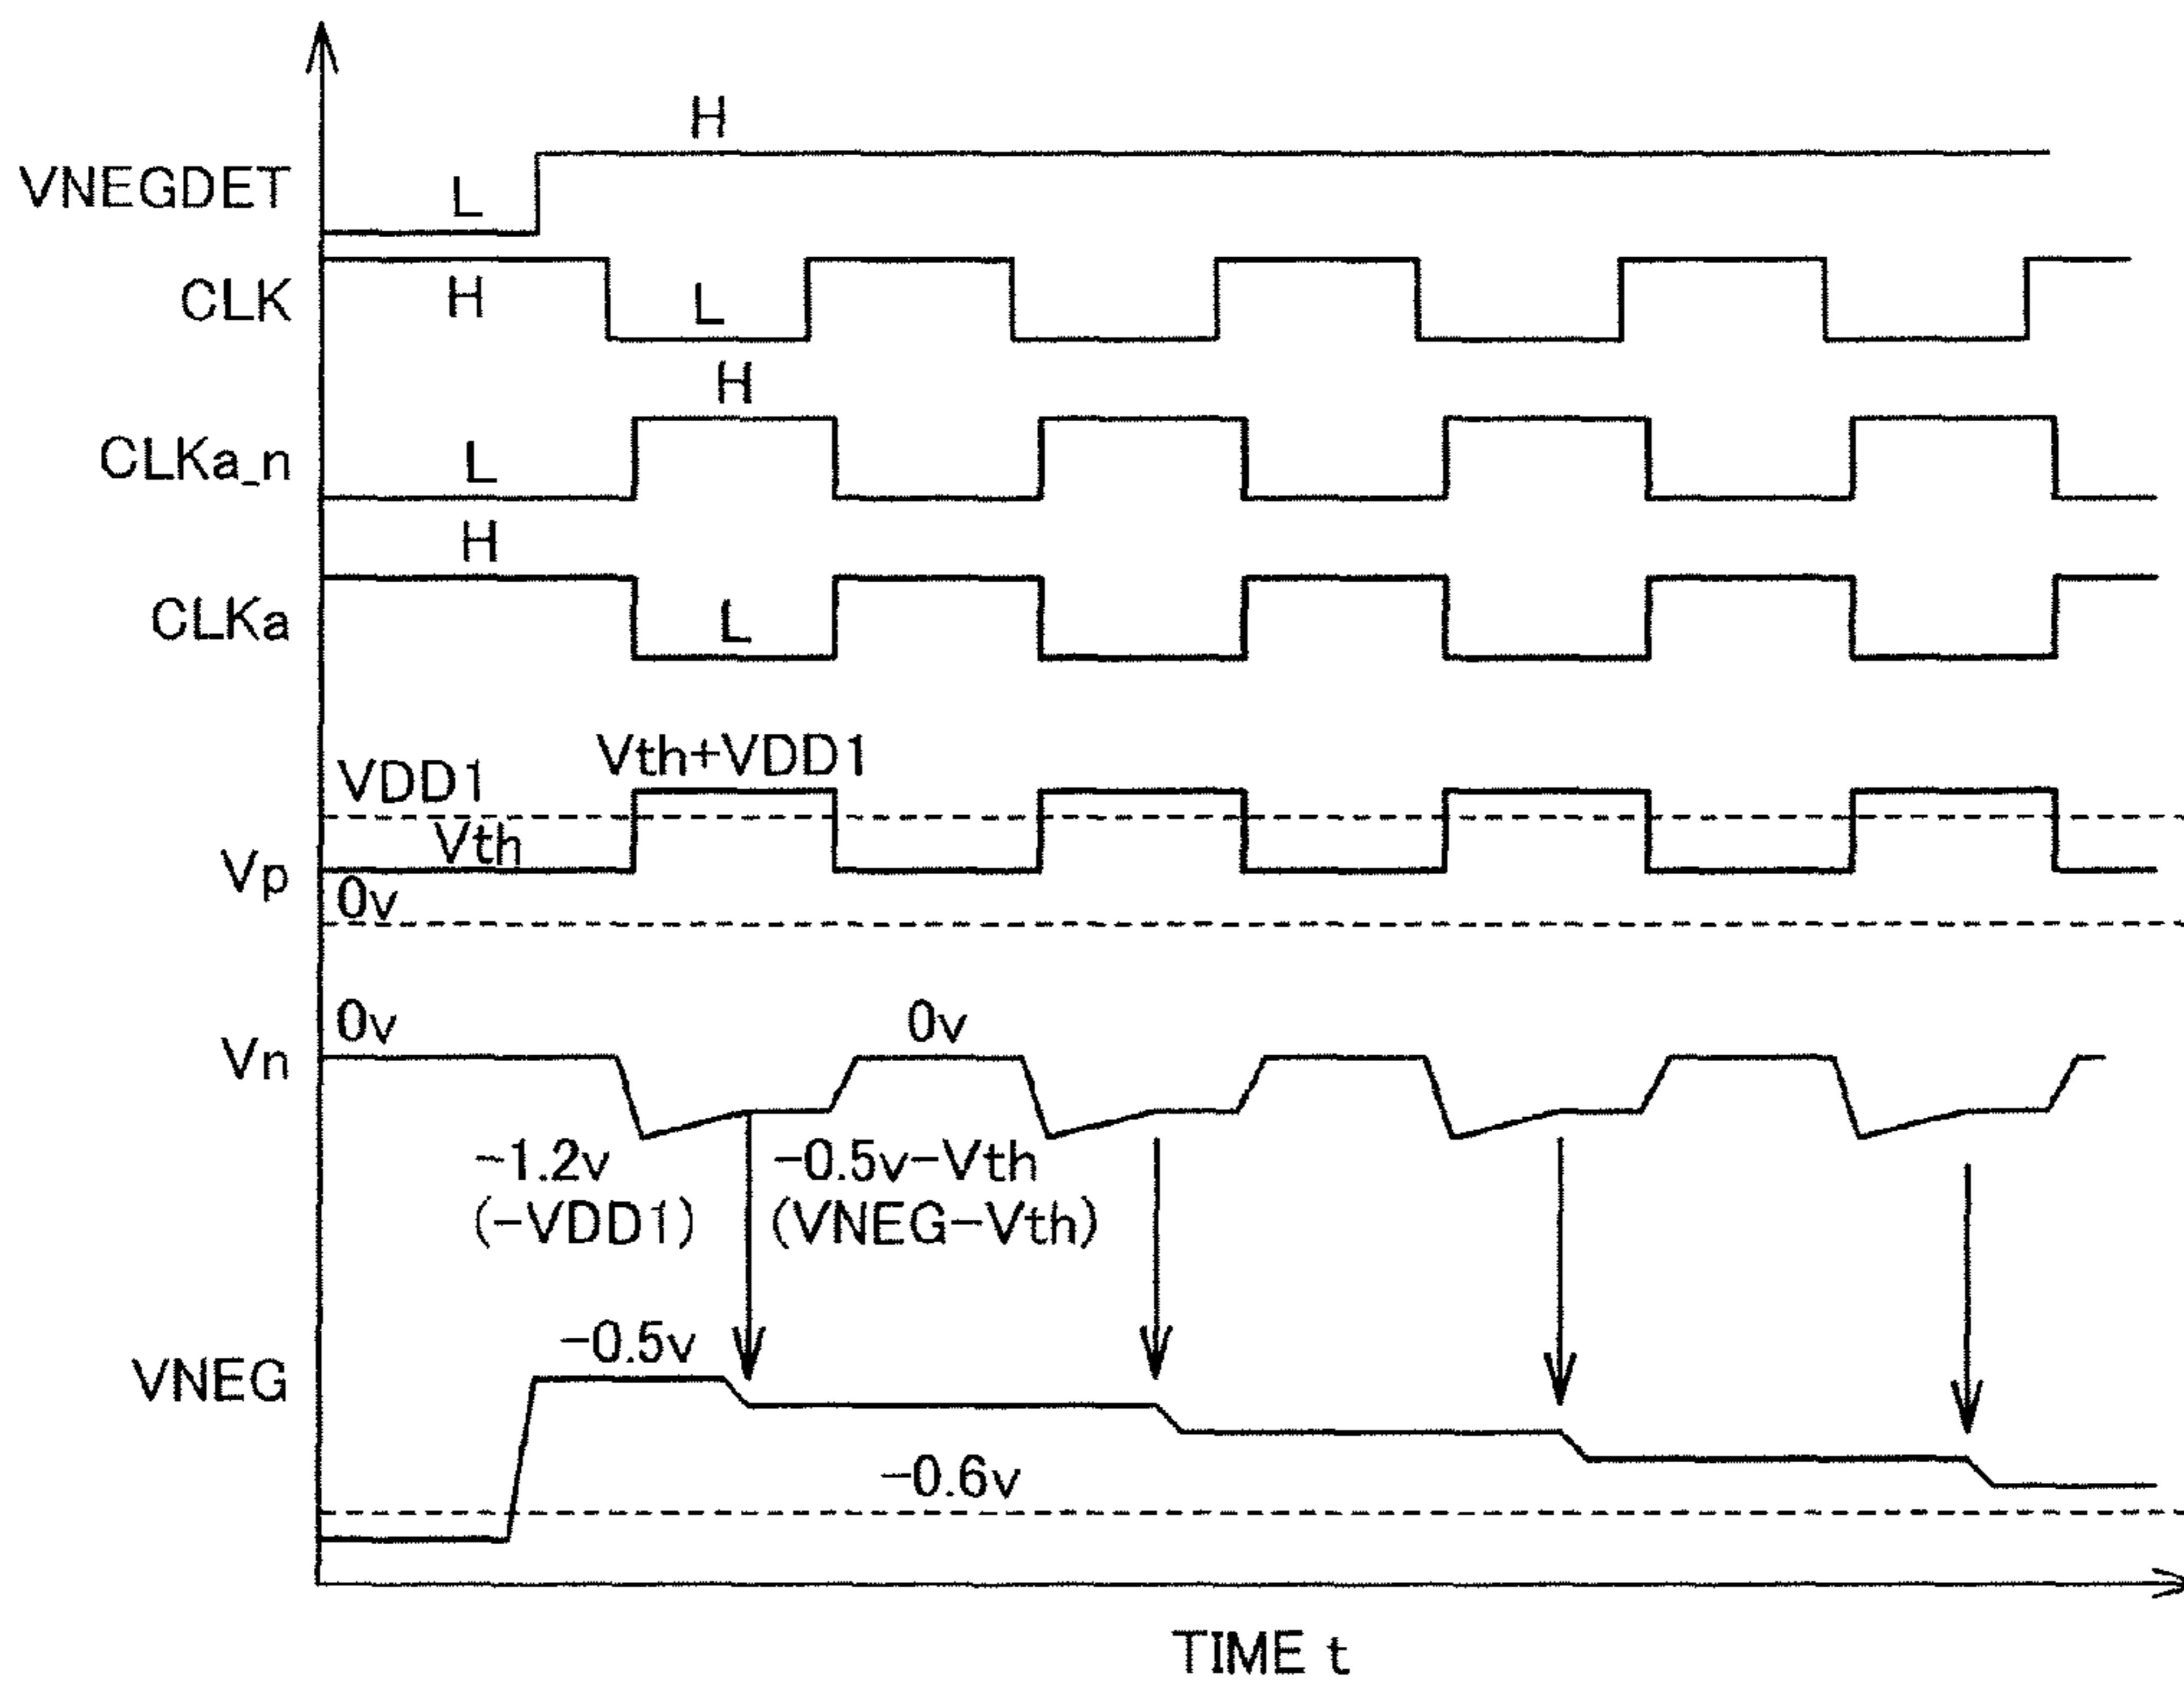 H
VNEGDET
L
CLK
H
L
H
CLKa_n
L
H
CLKa
L
Vth+VDD1
VDD1
Vth
Vp
0v
0v
0v
Vn
-1.2v
-0.5v-Vth
(-VDD1)
(VNEG-Vth)
-0.5v
VNEG
-0.6v
TIME t